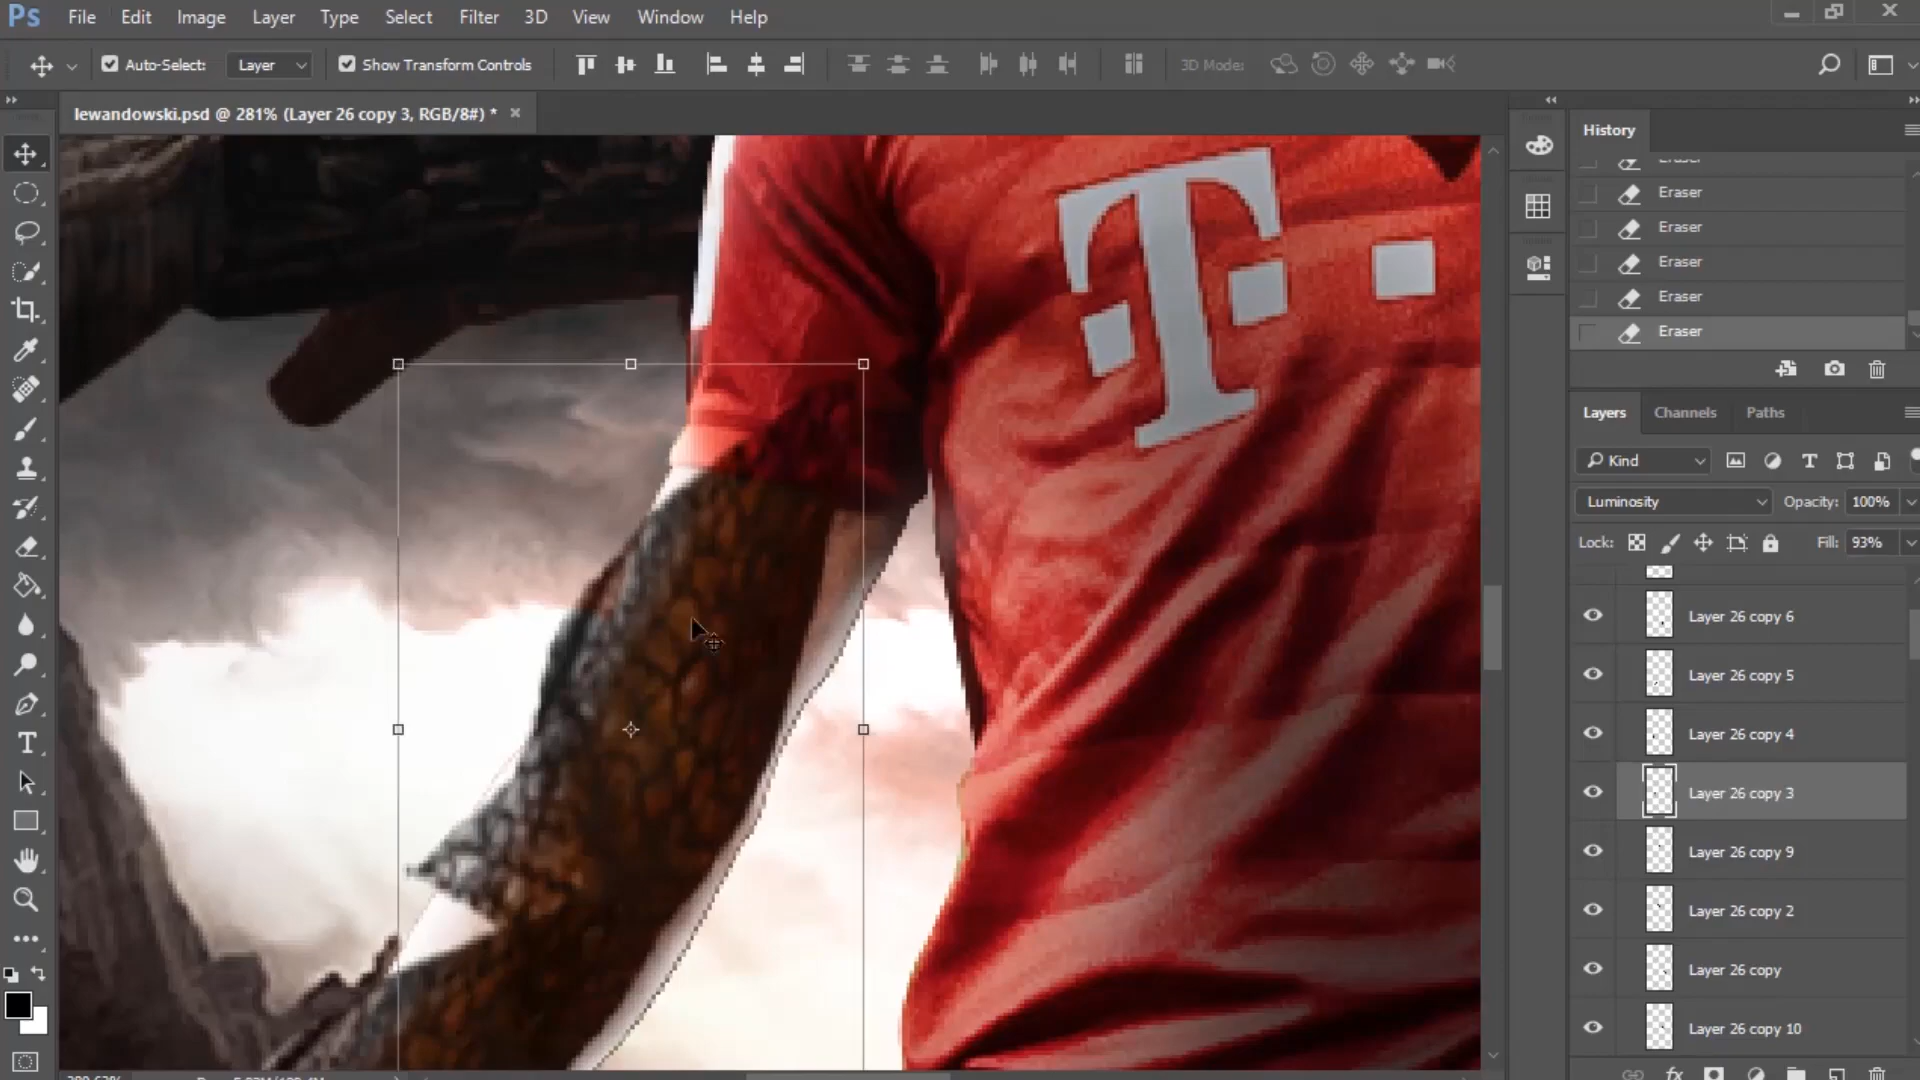 Ps File Edit Image Layer Type Select Filter 3D View Window Help
Auto-Select: Layer Show Transform Controls 3D Mode:
lewandowski.psd @ 281% (Layer 26 copy 3, RGB/8#) *
T
History
Eraser
Eraser
Eraser
Eraser
Eraser
Eraser
Layers Channels Paths
Kind
Luminosity Opacity: 100%
Lock: Fill: 93%
Layer 26 copy 6
Layer 26 copy 5
Layer 26 copy 4
Layer 26 copy 3
Layer 26 copy 9
Layer 26 copy 2
Layer 26 copy
Layer 26 copy 10
fx